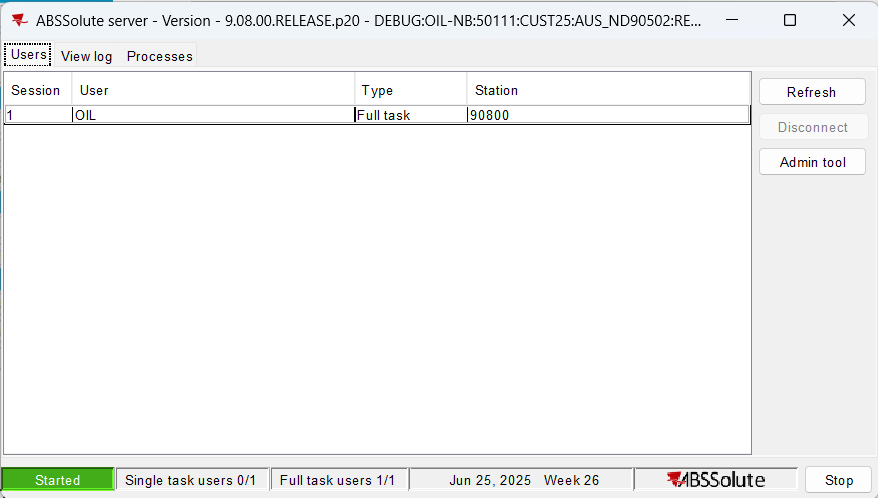 ABSSolute server - Version - 9.08.00.RELEASE.p20 - DEBUG:OIL-NB:50111:CUST25:AUS_ND90502:RE...
Users View log Processes
Session User Type Station
1 OIL Full task 90800
Refresh
Disconnect
Admin tool
Started Single task users 0/1 Full task users 1/1 Jun 25, 2025 Week 26 ABSSolute Stop